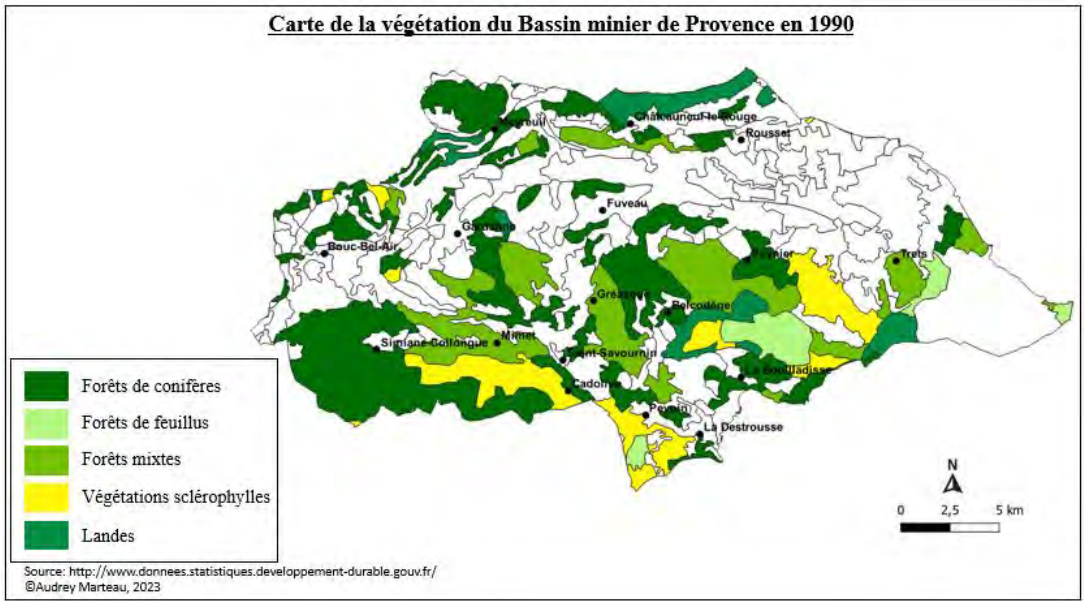 Carte de la végétation du Bassin minier de Provence en 1990
Meyreuil
Châteauneuf-le-Rouge
Rousset
Fuveau
Gardanne
Bouc-Bel-Air
Peynier
Trets
Gréasque
Belcodène
Mimet
Simiane-Collongue
Saint-Savournin
La Bouilladisse
Cadolive
Peypin
La Destrousse
Forêts de conifères
Forêts de feuillus
Forêts mixtes
Végétations sclérophylles
Landes
N
0 2,5 5 km
Source: http://www.donnees.statistiques.developpement-durable.gouv.fr/
©Audrey Marteau, 2023